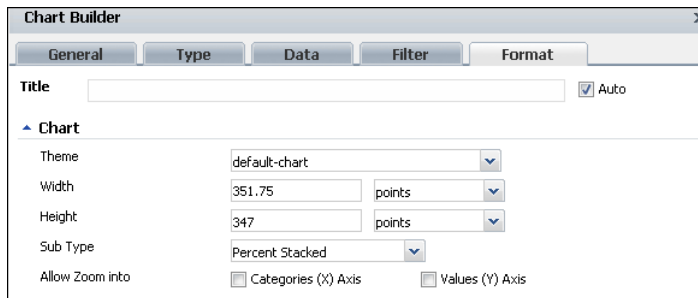 Chart Builder
General Type Data Filter Format
Title Auto
Chart
Theme default-chart
Width 351.75 points
Height 347 points
Sub Type Percent Stacked
Allow Zoom into Categories (X) Axis Values (Y) Axis